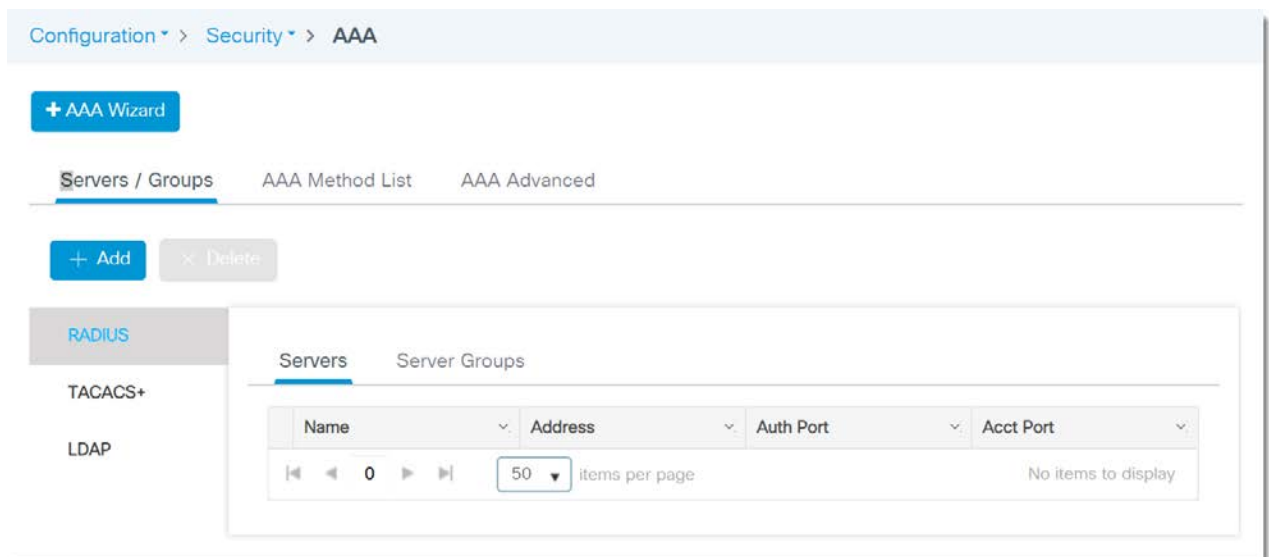 Configuration > Security > AAA
+ AAA Wizard
Servers / Groups AAA Method List AAA Advanced
+ Add × Delete
RADIUS
TACACS+
LDAP
Servers Server Groups
Name Address Auth Port Acct Port
0 50 items per page No items to display